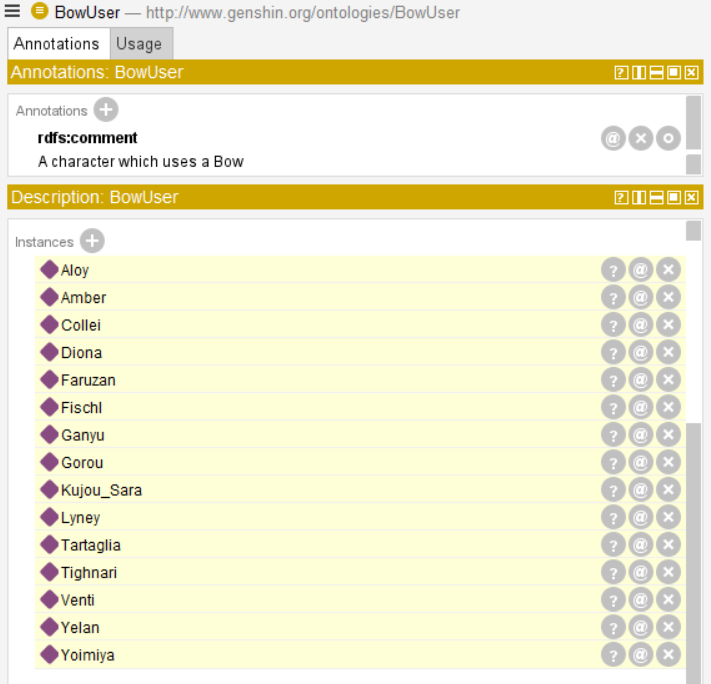 BowUser — http://www.genshin.org/ontologies/BowUser
Annotations Usage
Annotations: BowUser
Annotations
rdfs:comment
A character which uses a Bow
Description: BowUser
Instances
Aloy
Amber
Collei
Diona
Faruzan
Fischl
Ganyu
Gorou
Kujou_Sara
Lyney
Tartaglia
Tighnari
Venti
Yelan
Yoimiya